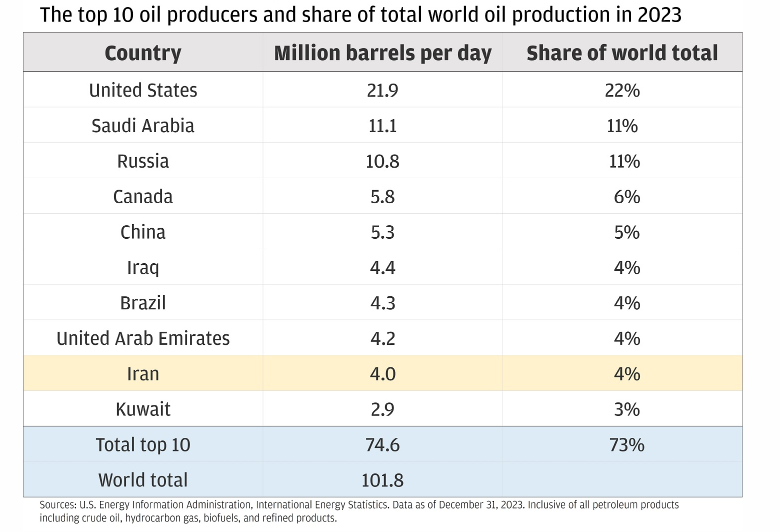 The top 10 oil producers and share of total world oil production in 2023
Country Million barrels per day Share of world total
United States 21.9 22%
Saudi Arabia 11.1 11%
Russia 10.8 11%
Canada 5.8 6%
China 5.3 5%
Iraq 4.4 4%
Brazil 4.3 4%
United Arab Emirates 4.2 4%
Iran 4.0 4%
Kuwait 2.9 3%
Total top 10 74.6 73%
World total 101.8
Sources: U.S. Energy Information Administration, International Energy Statistics. Data as of December 31, 2023. Inclusive of all petroleum products
including crude oil, hydrocarbon gas, biofuels, and refined products.